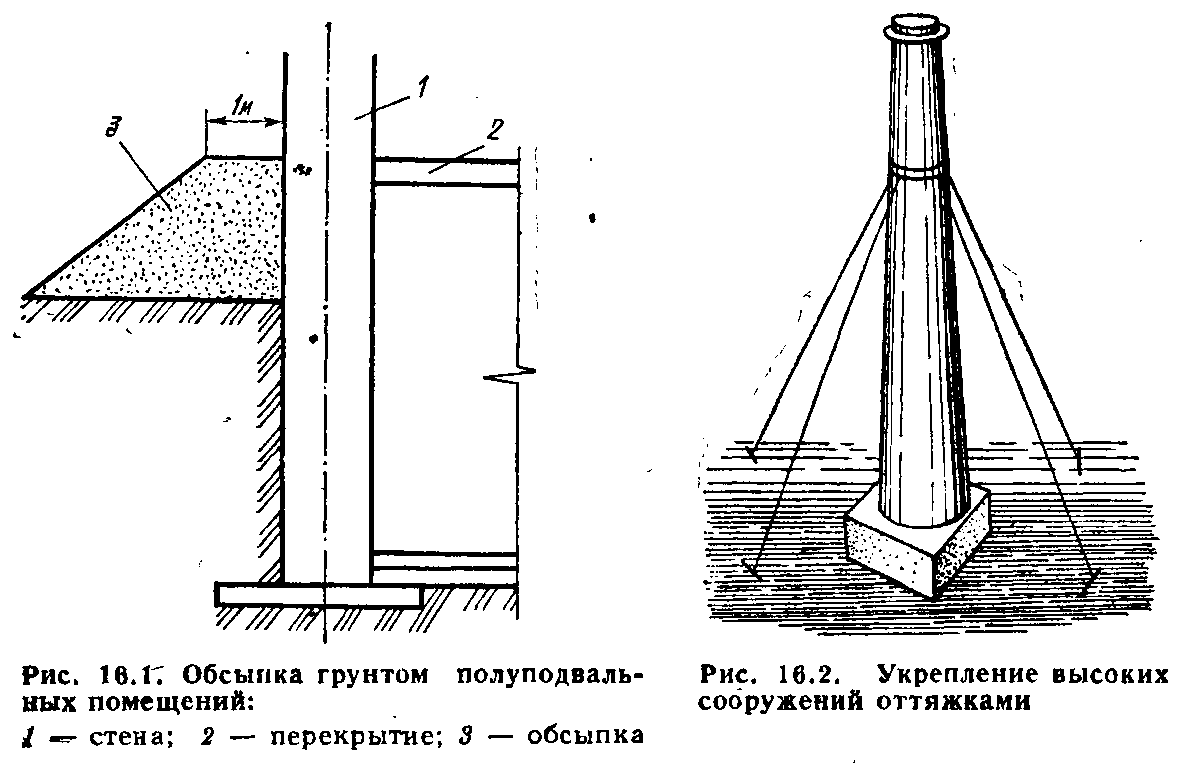 1м
3
1
2
Рис. 16.1. Обсыпка грунтом полуподваль-
ных помещений:
1 — стена; 2 — перекрытие; 3 — обсыпка
Рис. 16.2. Укрепление высоких
сооружений оттяжками